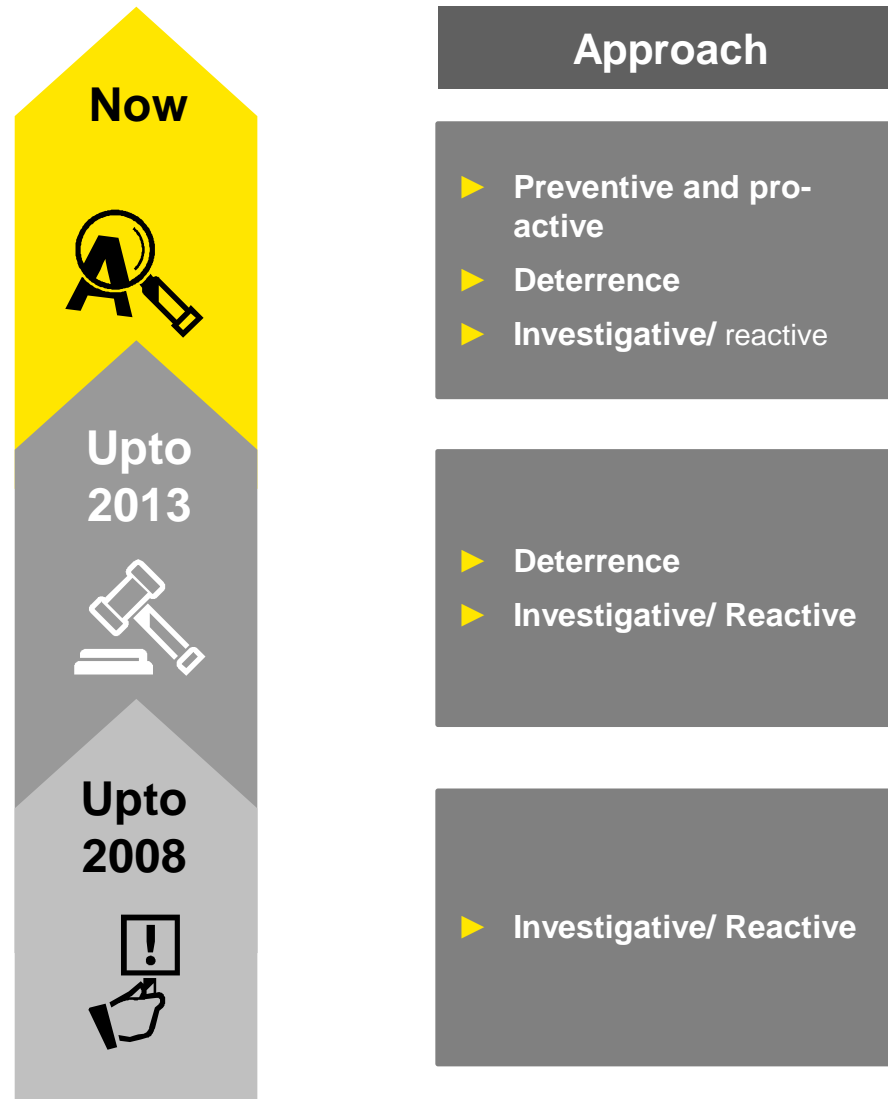 Approach
Now
► Preventive and pro-
active
► Deterrence
► Investigative/ reactive
Upto
2013
► Deterrence
► Investigative/ Reactive
Upto
2008
► Investigative/ Reactive
!
A